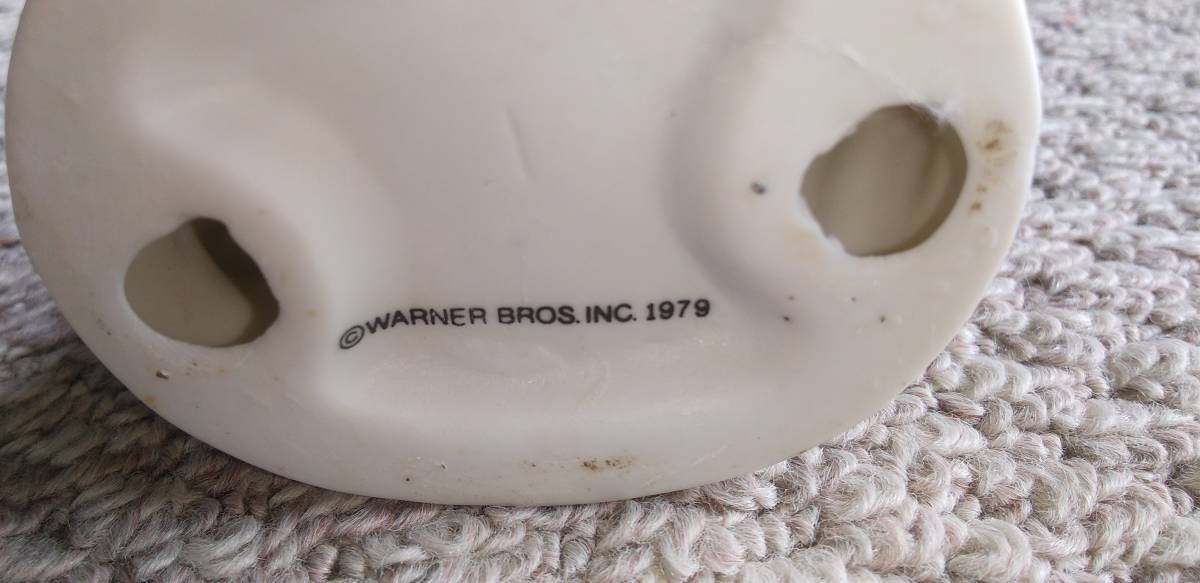 ©WARNER BROS. INC. 1979